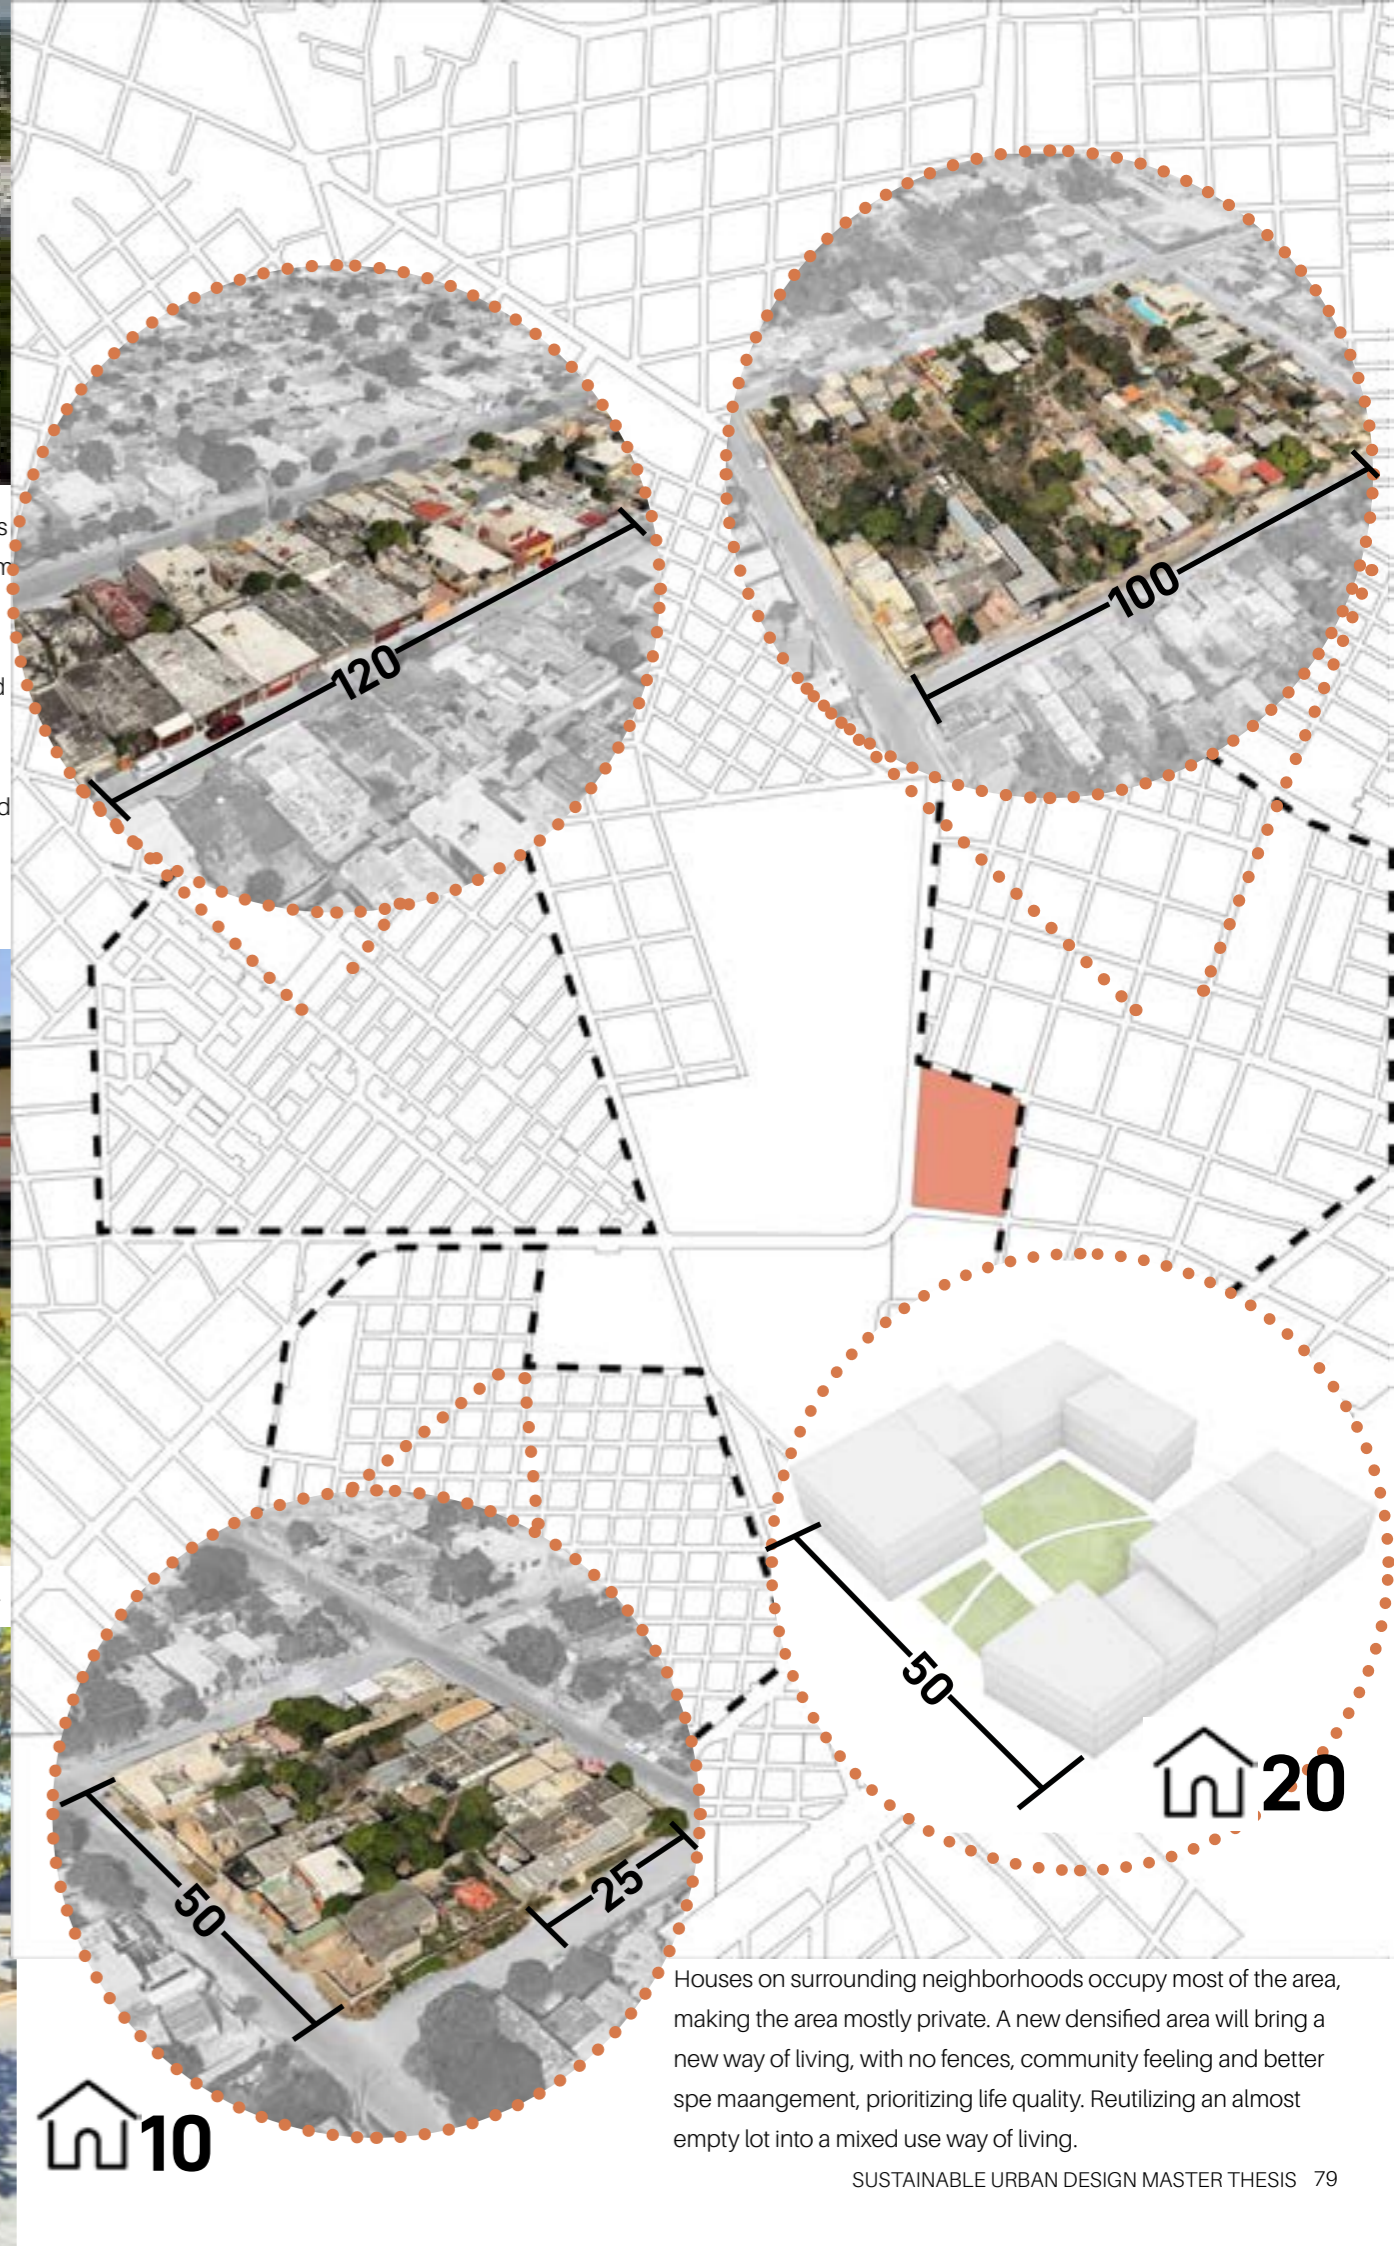 s
m
d
d
100
120
50
20
50
25
10
Houses on surrounding neighborhoods occupy most of the area,
making the area mostly private. A new densified area will bring a
new way of living, with no fences, community feeling and better
spe maangement, prioritizing life quality. Reutilizing an almost
empty lot into a mixed use way of living.
SUSTAINABLE URBAN DESIGN MASTER THESIS 79